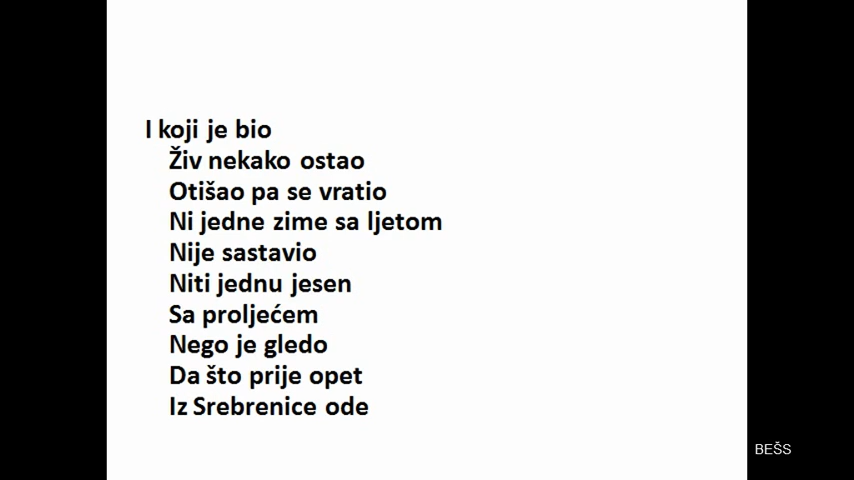 I koji je bio
Živ nekako ostao
Otišao pa se vratio
Ni jedne zime sa ljetom
Nije sastavio
Niti jednu jesen
Sa proljećem
Nego je gledo
Da što prije opet
Iz Srebrenice ode
BEŠS